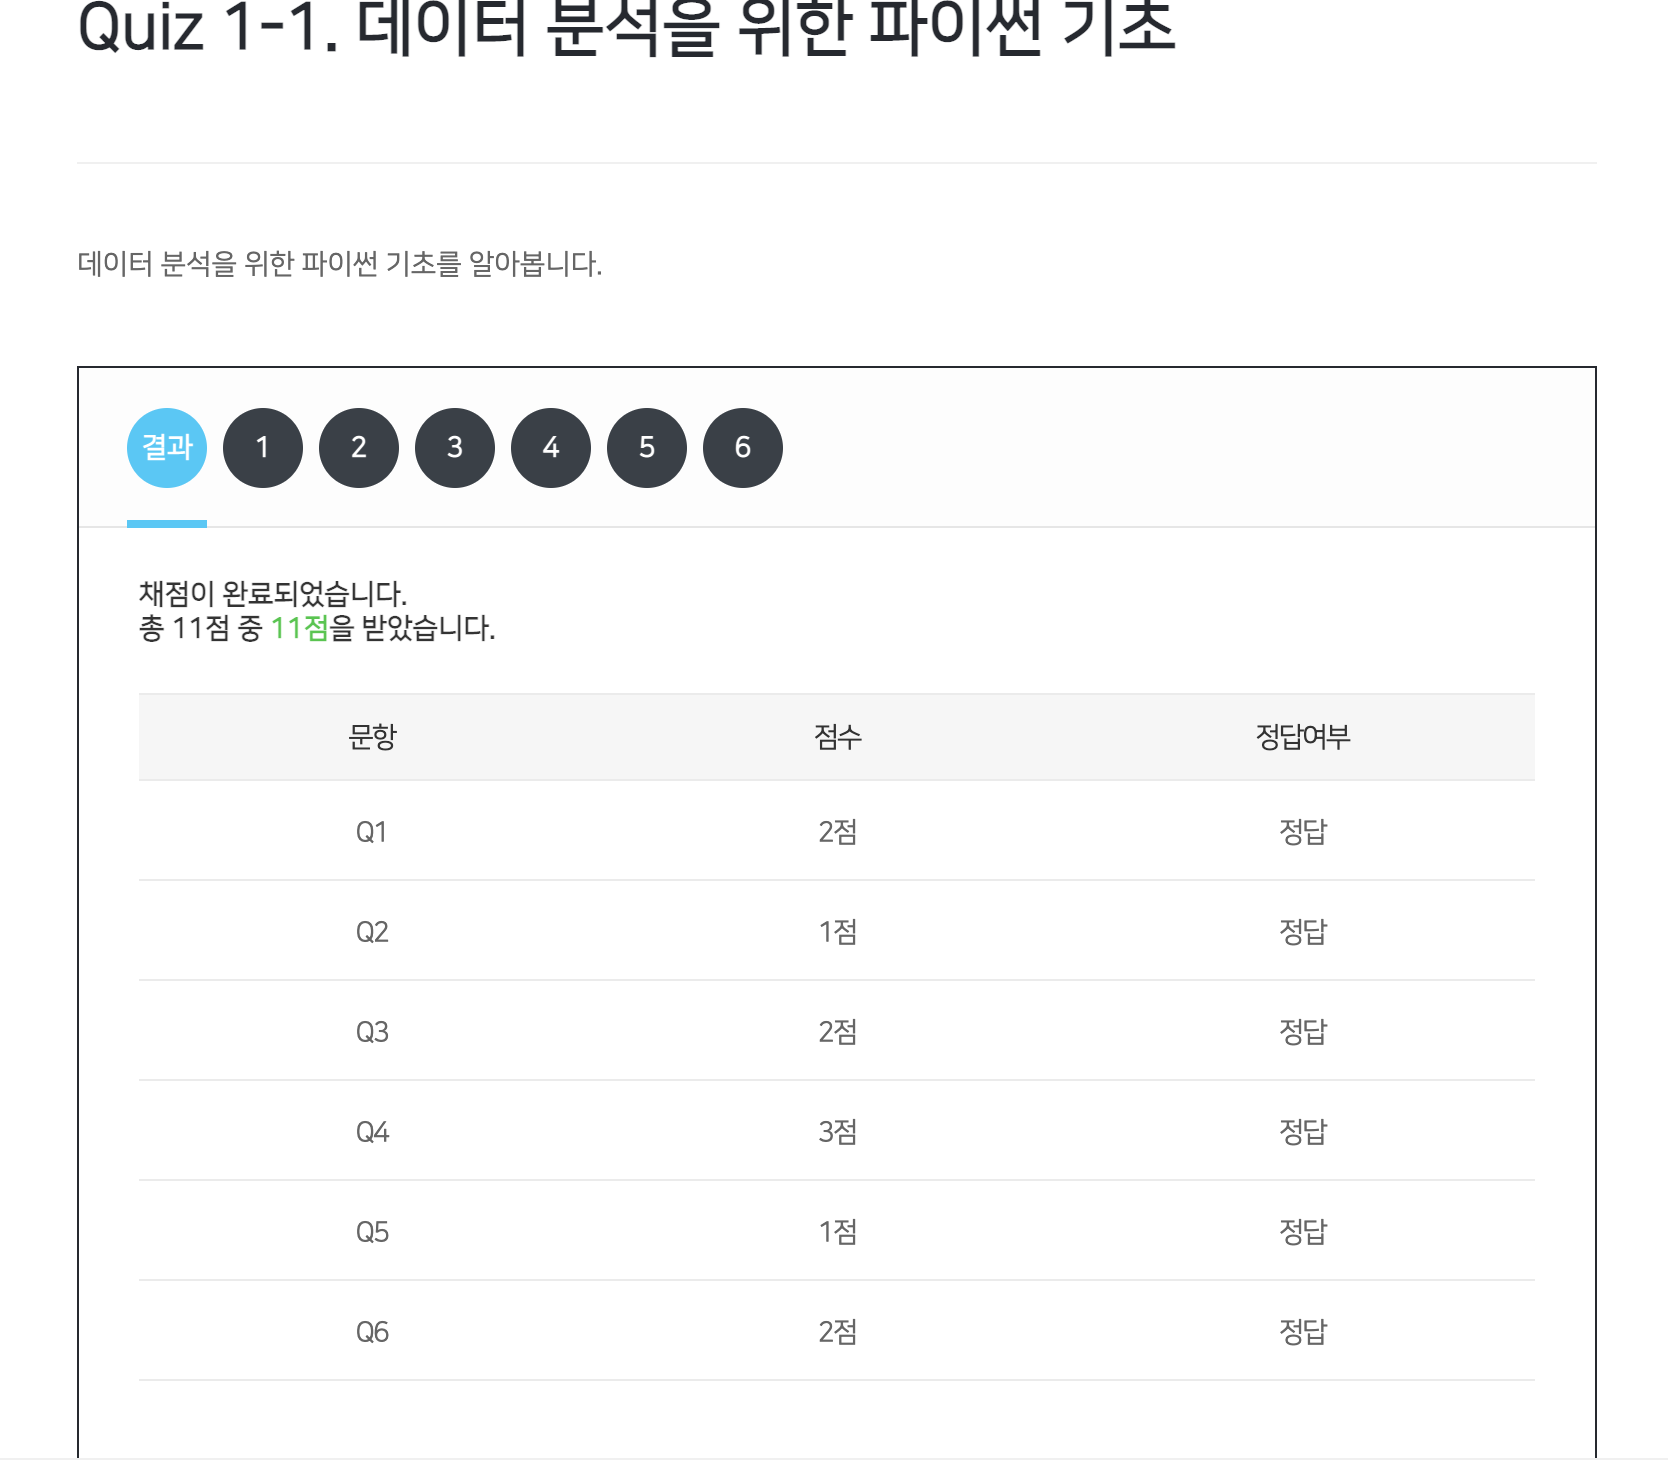 Quiz 1-1. 데이터 분석을 위한 파이썬 기초
데이터 분석을 위한 파이썬 기초를 알아봅니다.
결과 1 2 3 4 5 6
채점이 완료되었습니다.
총 11점 중 11점을 받았습니다.
문항 점수 정답여부
Q1 2점 정답
Q2 1점 정답
Q3 2점 정답
Q4 3점 정답
Q5 1점 정답
Q6 2점 정답